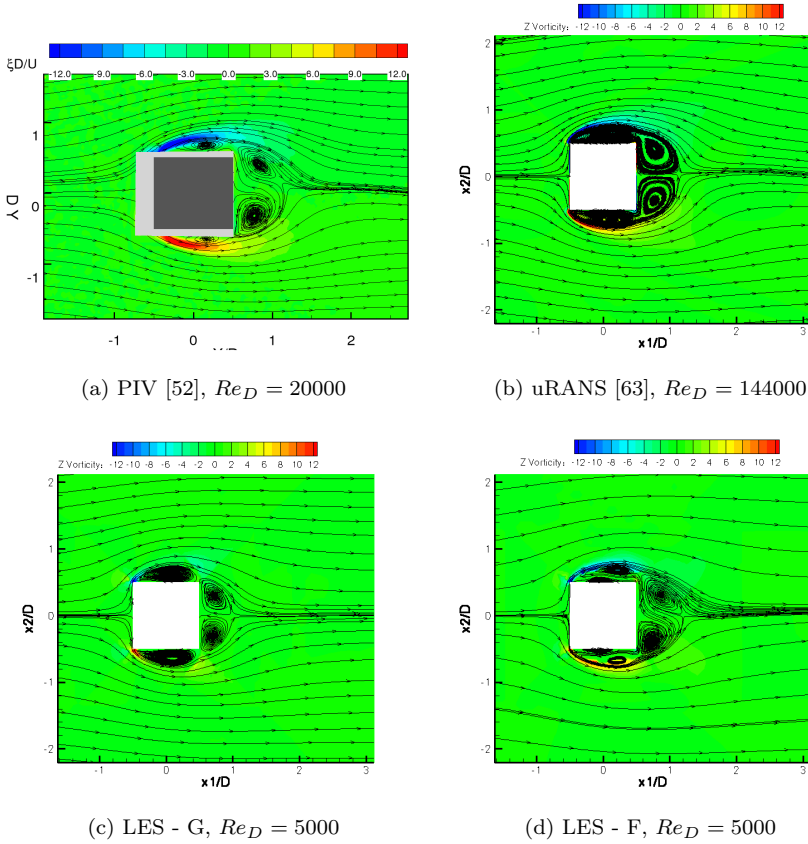 ξD/U
-12.0 -9.0 -6.0 -3.0 0.0 3.0 6.0 9.0 12.0
1
0
-1
D Y
-1 0 1 2
(a) PIV [52], Re_D = 20000
Z Vorticity: -12 -10 -8 -6 -4 -2 0 2 4 6 8 10 12
2
1
0
-1
-2
x2/D
-1 0 1 2 3
x1/D
(b) uRANS [63], Re_D = 144000
Z Vorticity: -12 -10 -8 -6 -4 -2 0 2 4 6 8 10 12
2
1
0
-1
-2
x2/D
-1 0 1 2 3
x1/D
(c) LES - G, Re_D = 5000
Z Vorticity: -12 -10 -8 -6 -4 -2 0 2 4 6 8 10 12
2
1
0
-1
-2
x2/D
-1 0 1 2 3
x1/D
(d) LES - F, Re_D = 5000